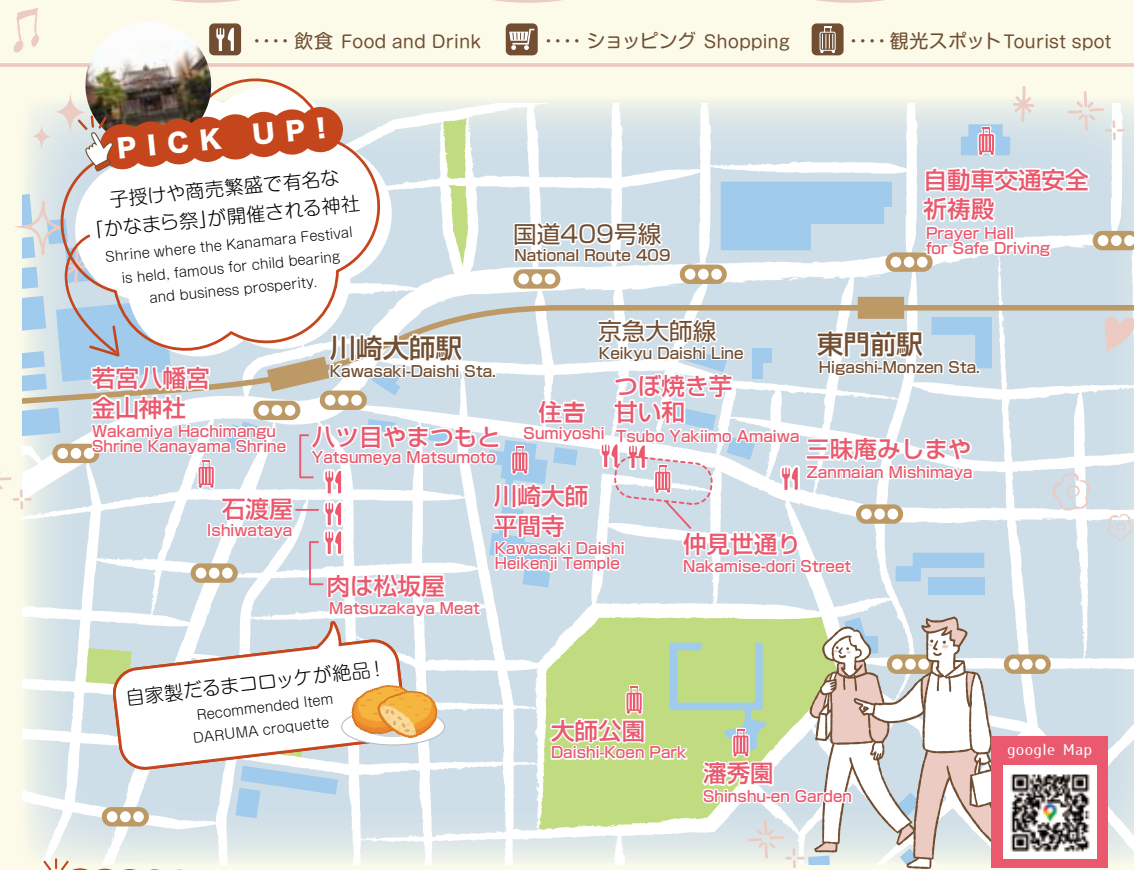 ････ 飲食 Food and Drink
････ ショッピング Shopping
････ 観光スポット Tourist spot
PICK UP!
子授けや商売繁盛で有名な
「かなまら祭」が開催される神社
Shrine where the Kanamara Festival
is held, famous for child bearing
and business prosperity.
自動車交通安全
祈祷殿
Prayer Hall
for Safe Driving
国道409号線
National Route 409
川崎大師駅
Kawasaki-Daishi Sta.
京急大師線
Keikyu Daishi Line
東門前駅
Higashi-Monzen Sta.
若宮八幡宮
金山神社
Wakamiya Hachimangu
Shrine Kanayama Shrine
八ツ目やまつもと
Yatsumeya Matsumoto
住吉
Sumiyoshi
つぼ焼き芋
甘い和
Tsubo Yakiimo Amaiwa
三昧庵みしまや
Zanmaian Mishimaya
石渡屋
Ishiwataya
川崎大師
平間寺
Kawasaki Daishi
Heikenji Temple
仲見世通り
Nakamise-dori Street
肉は松坂屋
Matsuzakaya Meat
自家製だるまコロッケが絶品！
Recommended Item
DARUMA croquette
大師公園
Daishi-Koen Park
瀋秀園
Shinshu-en Garden
google Map